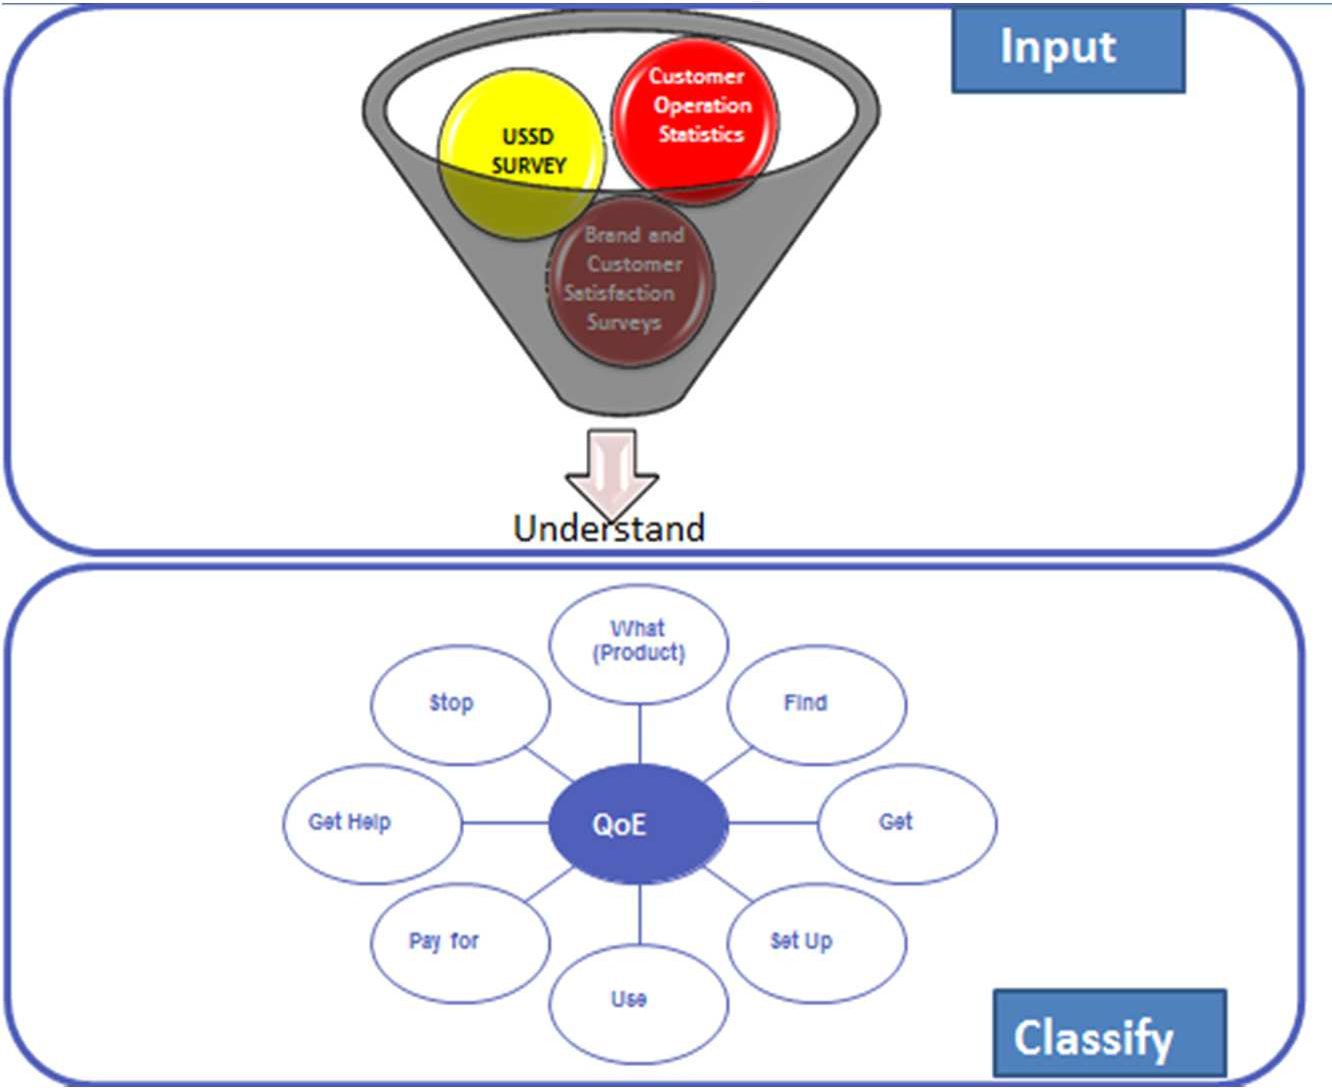 Input
Customer
Operation
Statistics
USSD
SURVEY
Brand and
Customer
Satisfaction
Surveys
Understand
What
(Product)
Stop
Find
Get Help
QoE
Get
Pay for
Set Up
Use
Classify